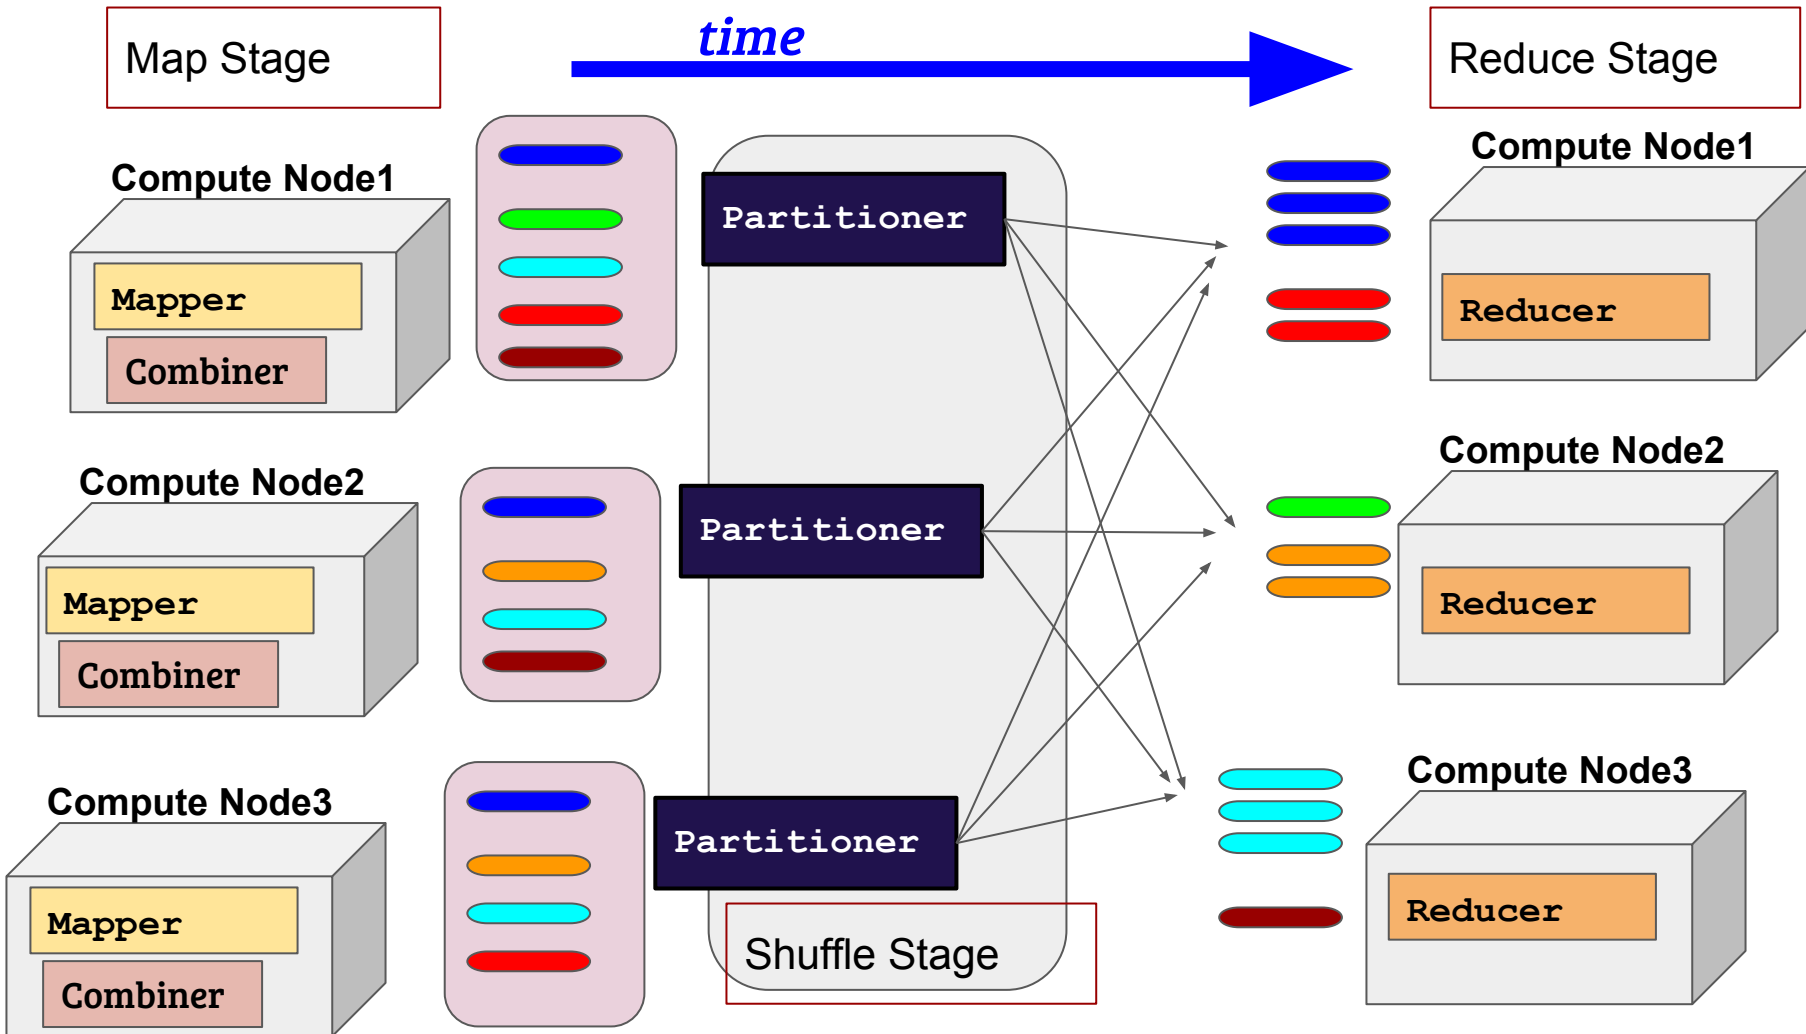 Map Stage
time
Reduce Stage
Compute Node1
Mapper
Combiner
Partitioner
Compute Node1
Reducer
Compute Node2
Mapper
Combiner
Partitioner
Compute Node2
Reducer
Compute Node3
Mapper
Combiner
Partitioner
Shuffle Stage
Compute Node3
Reducer